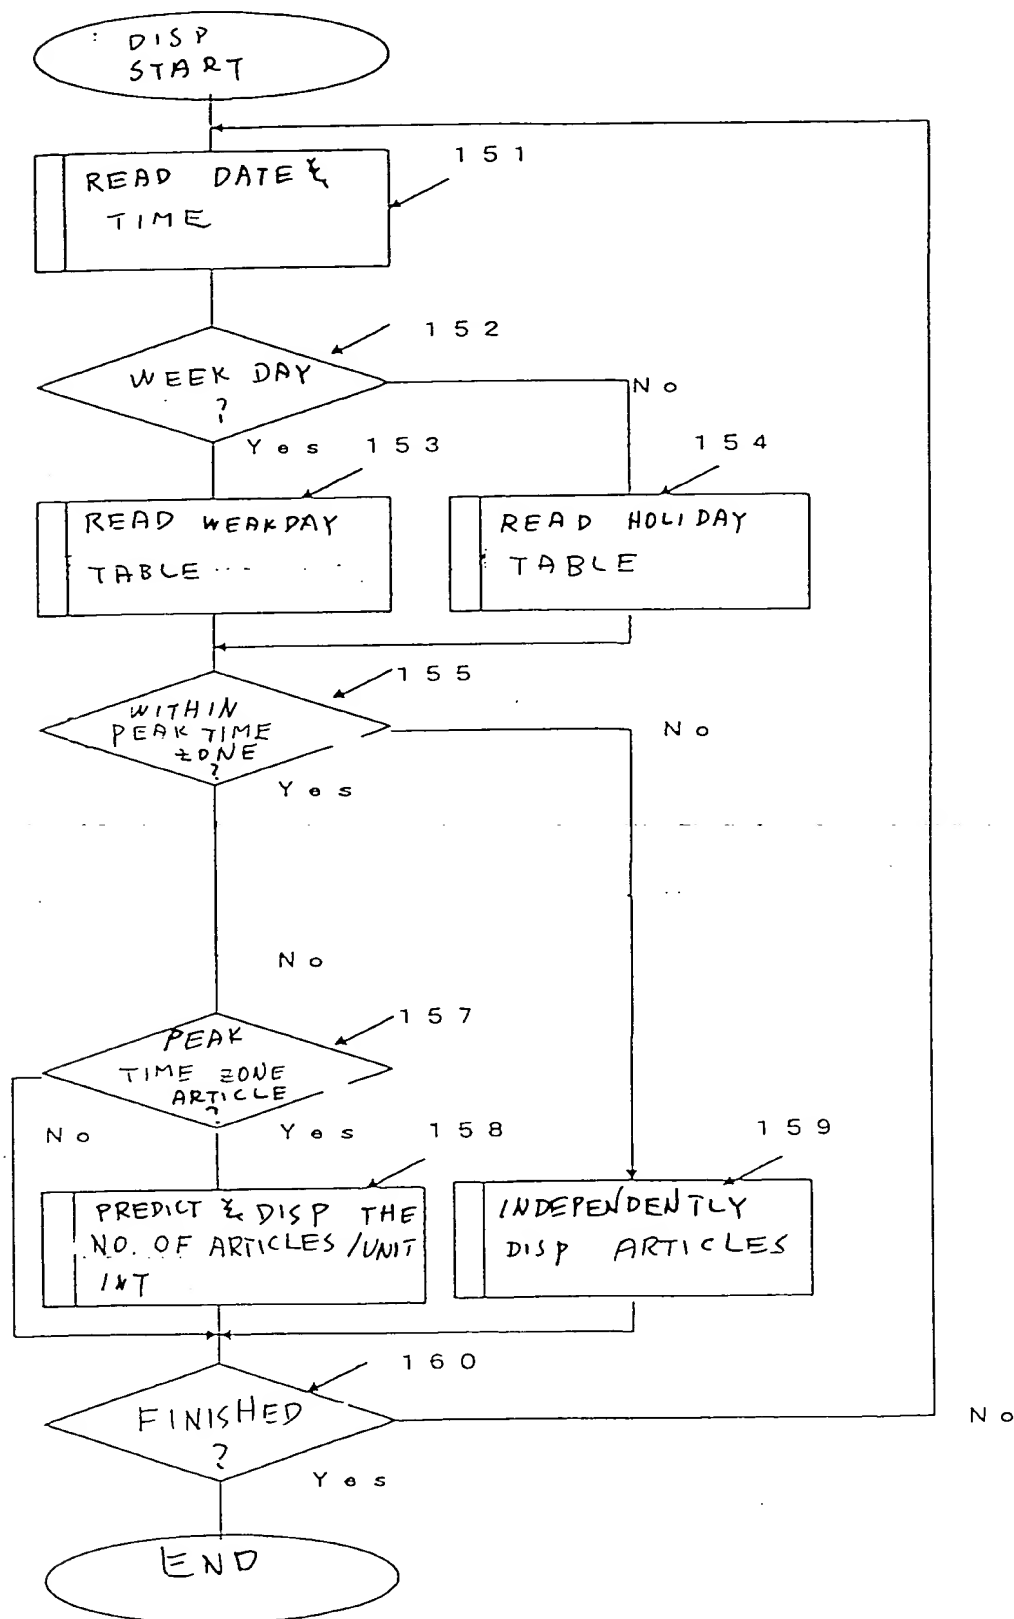 DISP
START
READ DATE &
TIME
151
WEEK DAY
?
152
No
Yes
153
154
READ WEAKDAY
TABLE
READ HOLIDAY
TABLE
155
WITHIN
PEAK TIME
ZONE
?
No
Yes
No
157
PEAK
TIME ZONE
ARTICLE
?
No
Yes
158
159
PREDICT & DISP THE
NO. OF ARTICLES /UNIT
INT
INDEPENDENTLY
DISP ARTICLES
160
FINISHED
?
No
Yes
END